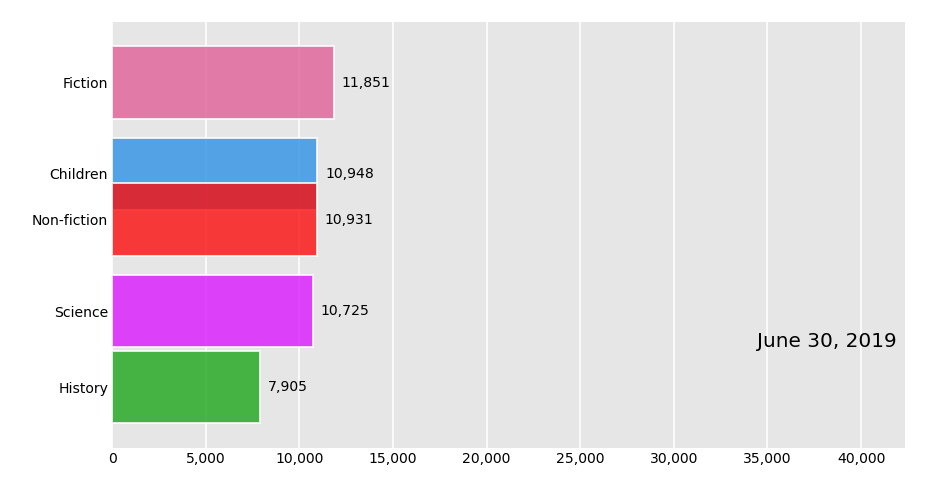 Fiction 11,851
Children 10,948
Non-fiction 10,931
Science 10,725
June 30, 2019
History 7,905
0 5,000 10,000 15,000 20,000 25,000 30,000 35,000 40,000